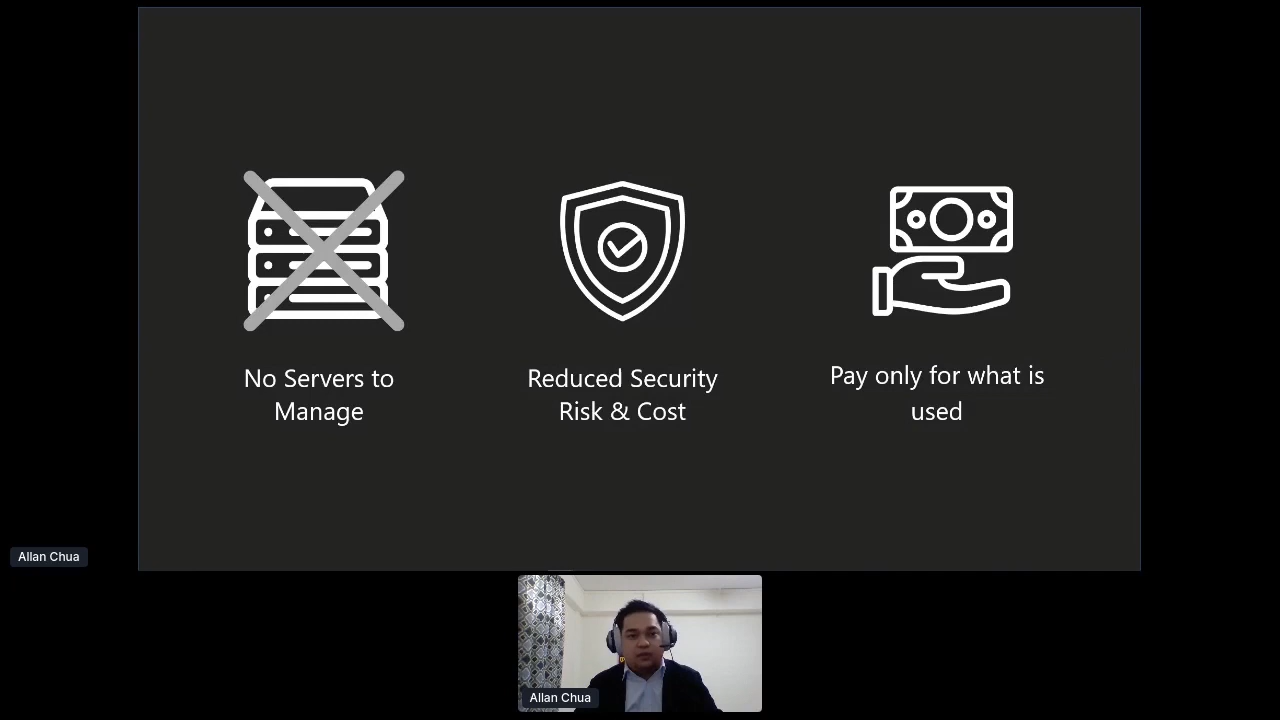 No Servers to
Manage
Reduced Security
Risk & Cost
Pay only for what is
used
Allan Chua
Allan Chua